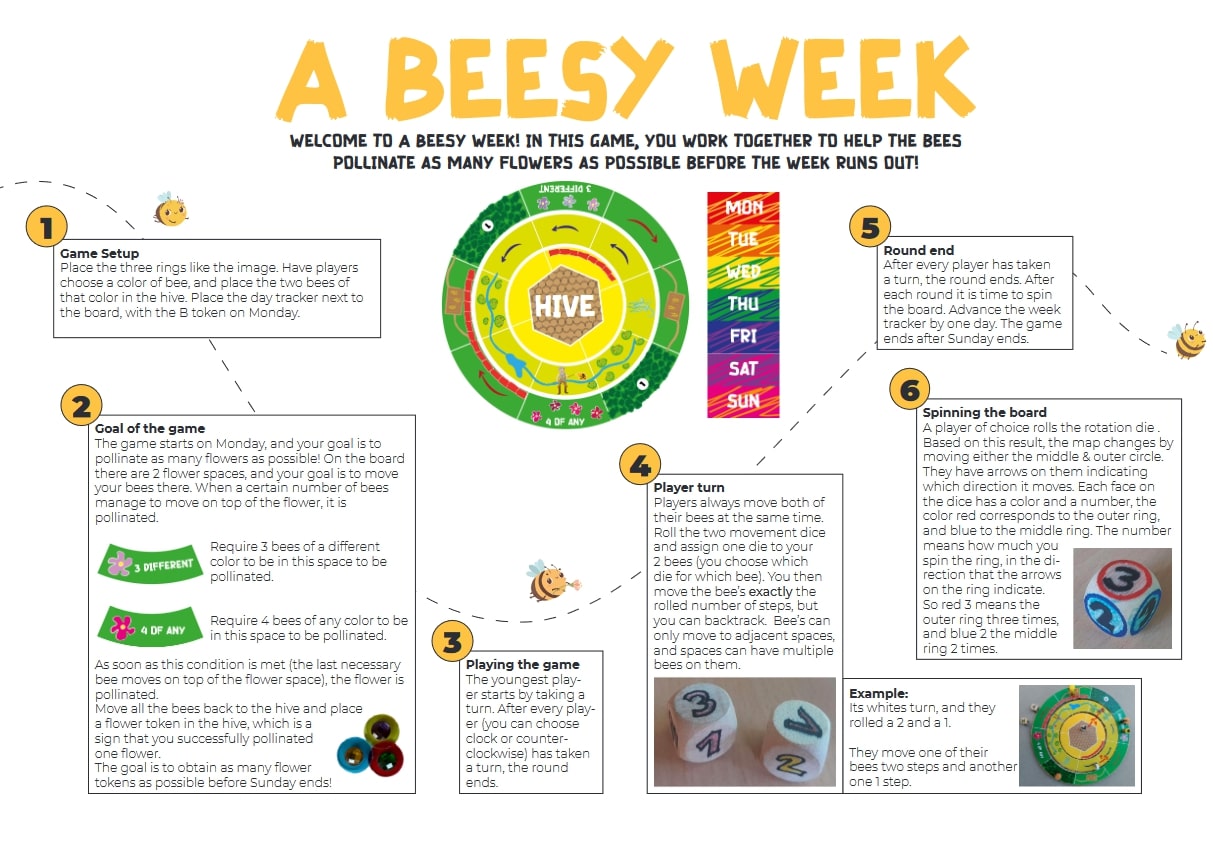 A BEESY WEEK
WELCOME TO A BEESY WEEK! IN THIS GAME, YOU WORK TOGETHER TO HELP THE BEES
POLLINATE AS MANY FLOWERS AS POSSIBLE BEFORE THE WEEK RUNS OUT!
1
Game Setup
Place the three rings like the image. Have players
choose a color of bee, and place the two bees of
that color in the hive. Place the day tracker next to
the board, with the B token on Monday.
3 DIFFERENT
1
HIVE
1
4 OF ANY
MON
TUE
WED
THU
FRI
SAT
SUN
2
Goal of the game
The game starts on Monday, and your goal is to
pollinate as many flowers as possible! On the board
there are 2 flower spaces, and your goal is to move
your bees there. When a certain number of bees
manage to move on top of the flower, it is
pollinated.
3 DIFFERENT
Require 3 bees of a different
color to be in this space to be
pollinated.
4 OF ANY
Require 4 bees of any color to be
in this space to be pollinated.
As soon as this condition is met (the last necessary
bee moves on top of the flower space), the flower is
pollinated.
Move all the bees back to the hive and place
a flower token in the hive, which is a
sign that you successfully pollinated
one flower.
The goal is to obtain as many flower
tokens as possible before Sunday ends!
3
Playing the game
The youngest play-
er starts by taking a
turn. After every play-
er (you can choose
clock or counter-
clockwise) has taken
a turn, the round
ends.
4
Player turn
Players always move both of
their bees at the same time.
Roll the two movement dice
and assign one die to your
2 bees (you choose which
die for which bee). You then
move the bee's exactly the
rolled number of steps, but
you can backtrack. Bee's can
only move to adjacent spaces,
and spaces can have multiple
bees on them.
3
1
2
Example:
Its whites turn, and they
rolled a 2 and a 1.
They move one of their
bees two steps and another
one 1 step.
5
Round end
After every player has taken
a turn, the round ends. After
each round it is time to spin
the board. Advance the week
tracker by one day. The game
ends after Sunday ends.
6
Spinning the board
A player of choice rolls the rotation die .
Based on this result, the map changes by
moving either the middle & outer circle.
They have arrows on them indicating
which direction it moves. Each face on
the dice has a color and a number, the
color red corresponds to the outer ring,
and blue to the middle ring. The number
means how much you
spin the ring, in the di-
rection that the arrows
on the ring indicate.
So red 3 means the
outer ring three times,
and blue 2 the middle
ring 2 times.
3
2